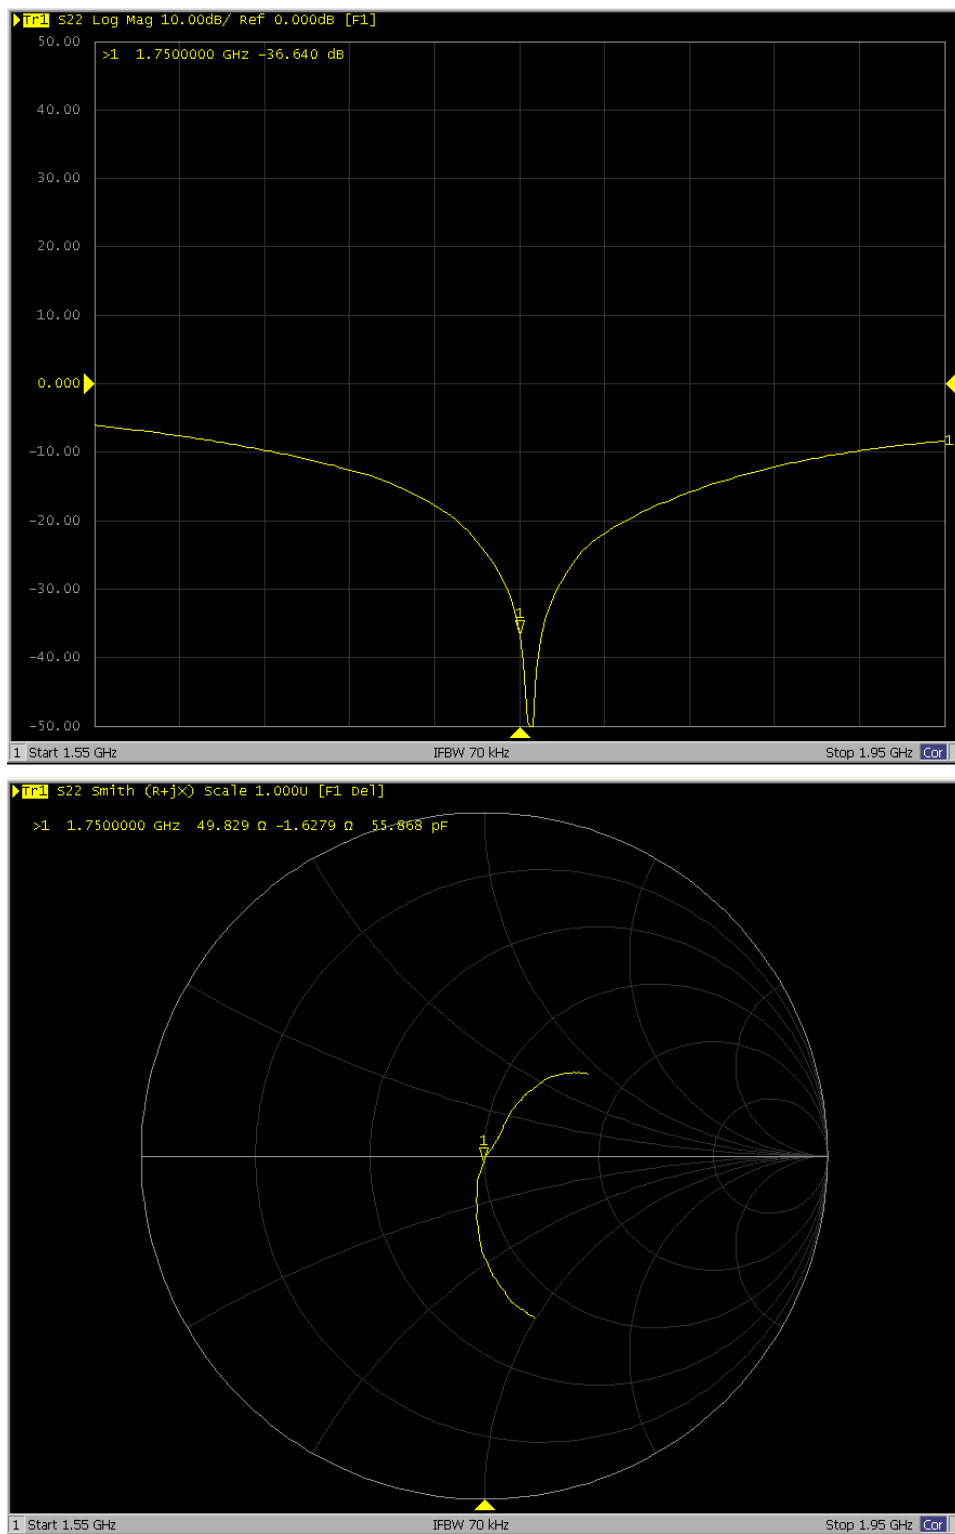 Tr1 S22 Log Mag 10.00dB/ Ref 0.000dB [F1]
50.00
>1 1.7500000 GHz -36.640 dB
40.00
30.00
20.00
10.00
0.000
-10.00
1
-20.00
-30.00
1
-40.00
-50.00
1 Start 1.55 GHz IFBW 70 kHz Stop 1.95 GHz Cor
Tr1 S22 Smith (R+jX) Scale 1.000U [F1 Del]
>1 1.7500000 GHz 49.829 Ω -1.6279 Ω 55.868 pF
1
1 Start 1.55 GHz IFBW 70 kHz Stop 1.95 GHz Cor